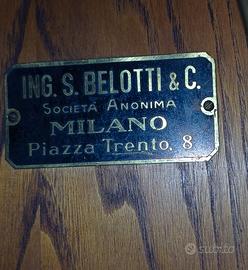 ING. S. BELOTTI & C.
SOCIETÀ ANONIMA
MILANO
Piazza Trento, 8
subito